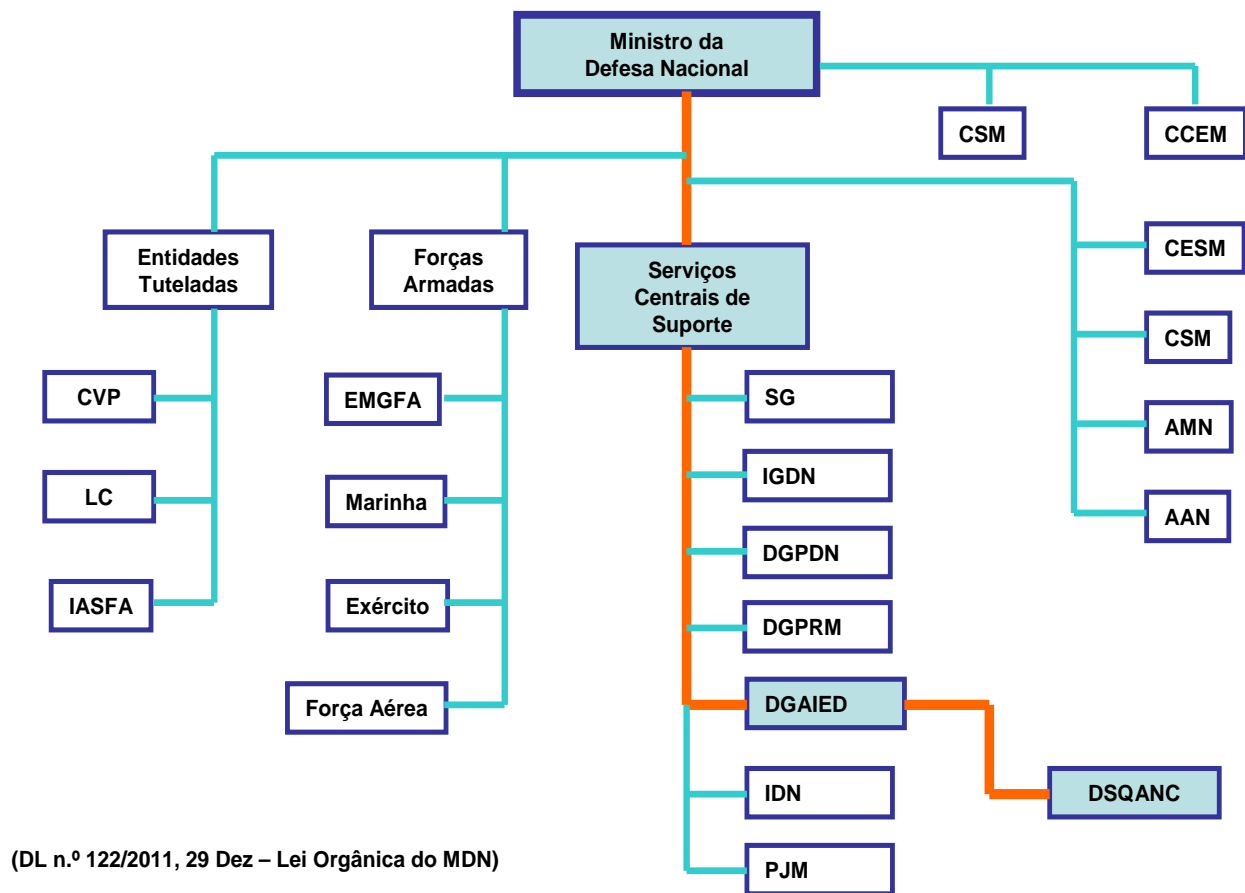 Ministro da
Defesa Nacional
CSM
CCEM
Entidades
Tuteladas
Forças
Armadas
Serviços
Centrais de
Suporte
CESM
CSM
AMN
AAN
CVP
LC
IASFA
EMGFA
Marinha
Exército
Força Aérea
SG
IGDN
DGPDN
DGPRM
DGAIED
IDN
PJM
DSQANC
(DL n.º 122/2011, 29 Dez – Lei Orgânica do MDN)